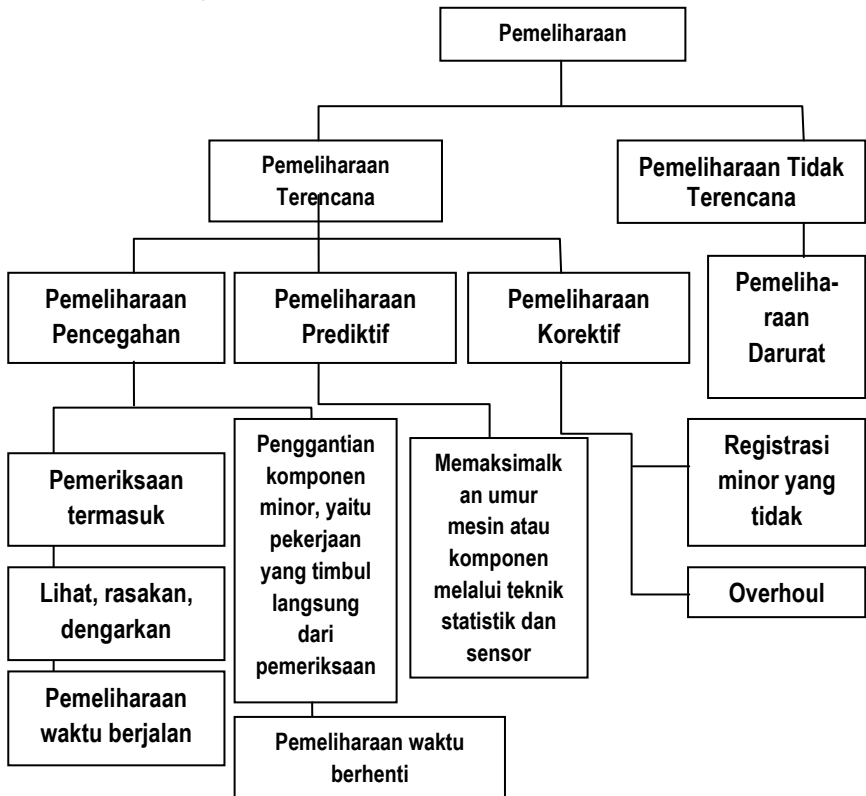 Pemeliharaan
Pemeliharaan
Terencana
Pemeliharaan Tidak
Terencana
Pemeliharaan
Pencegahan
Pemeliharaan
Prediktif
Pemeliharaan
Korektif
Pemeliha-
raan
Darurat
Pemeriksaan
termasuk
Lihat, rasakan,
dengarkan
Pemeliharaan
waktu berjalan
Penggantian
komponen
minor, yaitu
pekerjaan
yang timbul
langsung
dari
pemeriksaan
Pemeliharaan waktu
berhenti
Memaksimalk
an umur
mesin atau
komponen
melalui teknik
statistik dan
sensor
Registrasi
minor yang
tidak
Overhoul